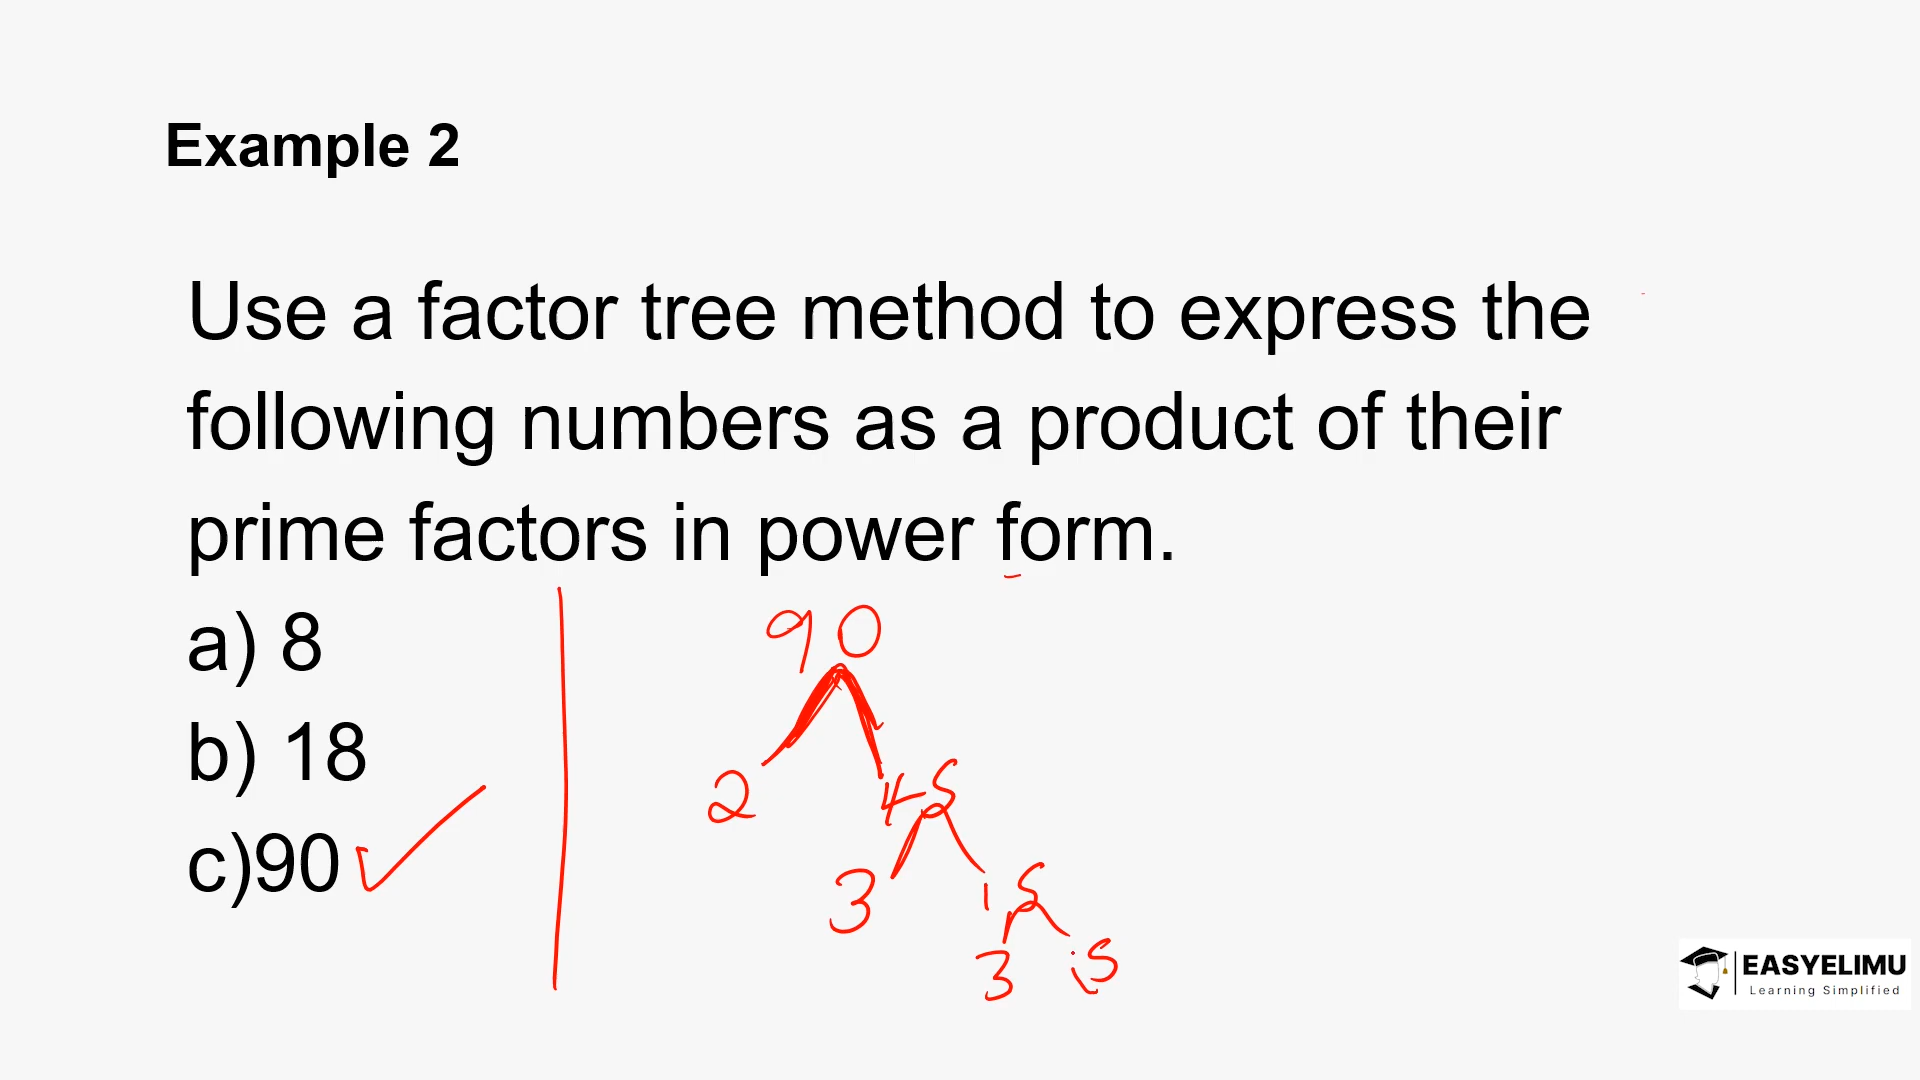 Example 2
Use a factor tree method to express the
following numbers as a product of their
prime factors in power form.
a) 8
b) 18
c)90
90
2 45
3 15
3 5
EASYELIMU
Learning Simplified